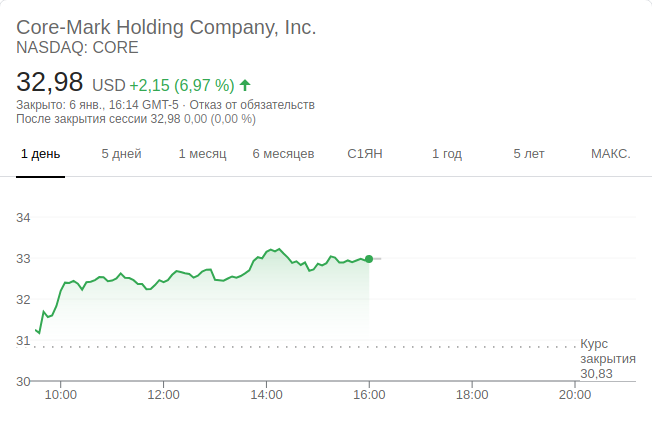 Core-Mark Holding Company, Inc.
NASDAQ: CORE
32,98 USD +2,15 (6,97 %)
Закрыто: 6 янв., 16:14 GMT-5 · Отказ от обязательств
После закрытия сессии 32,98 0,00 (0,00 %)
1 день 5 дней 1 месяц 6 месяцев С1ЯН 1 год 5 лет МАКС.
34
33
32
31
Курс
закрытия
30,83
30
10:00 12:00 14:00 16:00 18:00 20:00